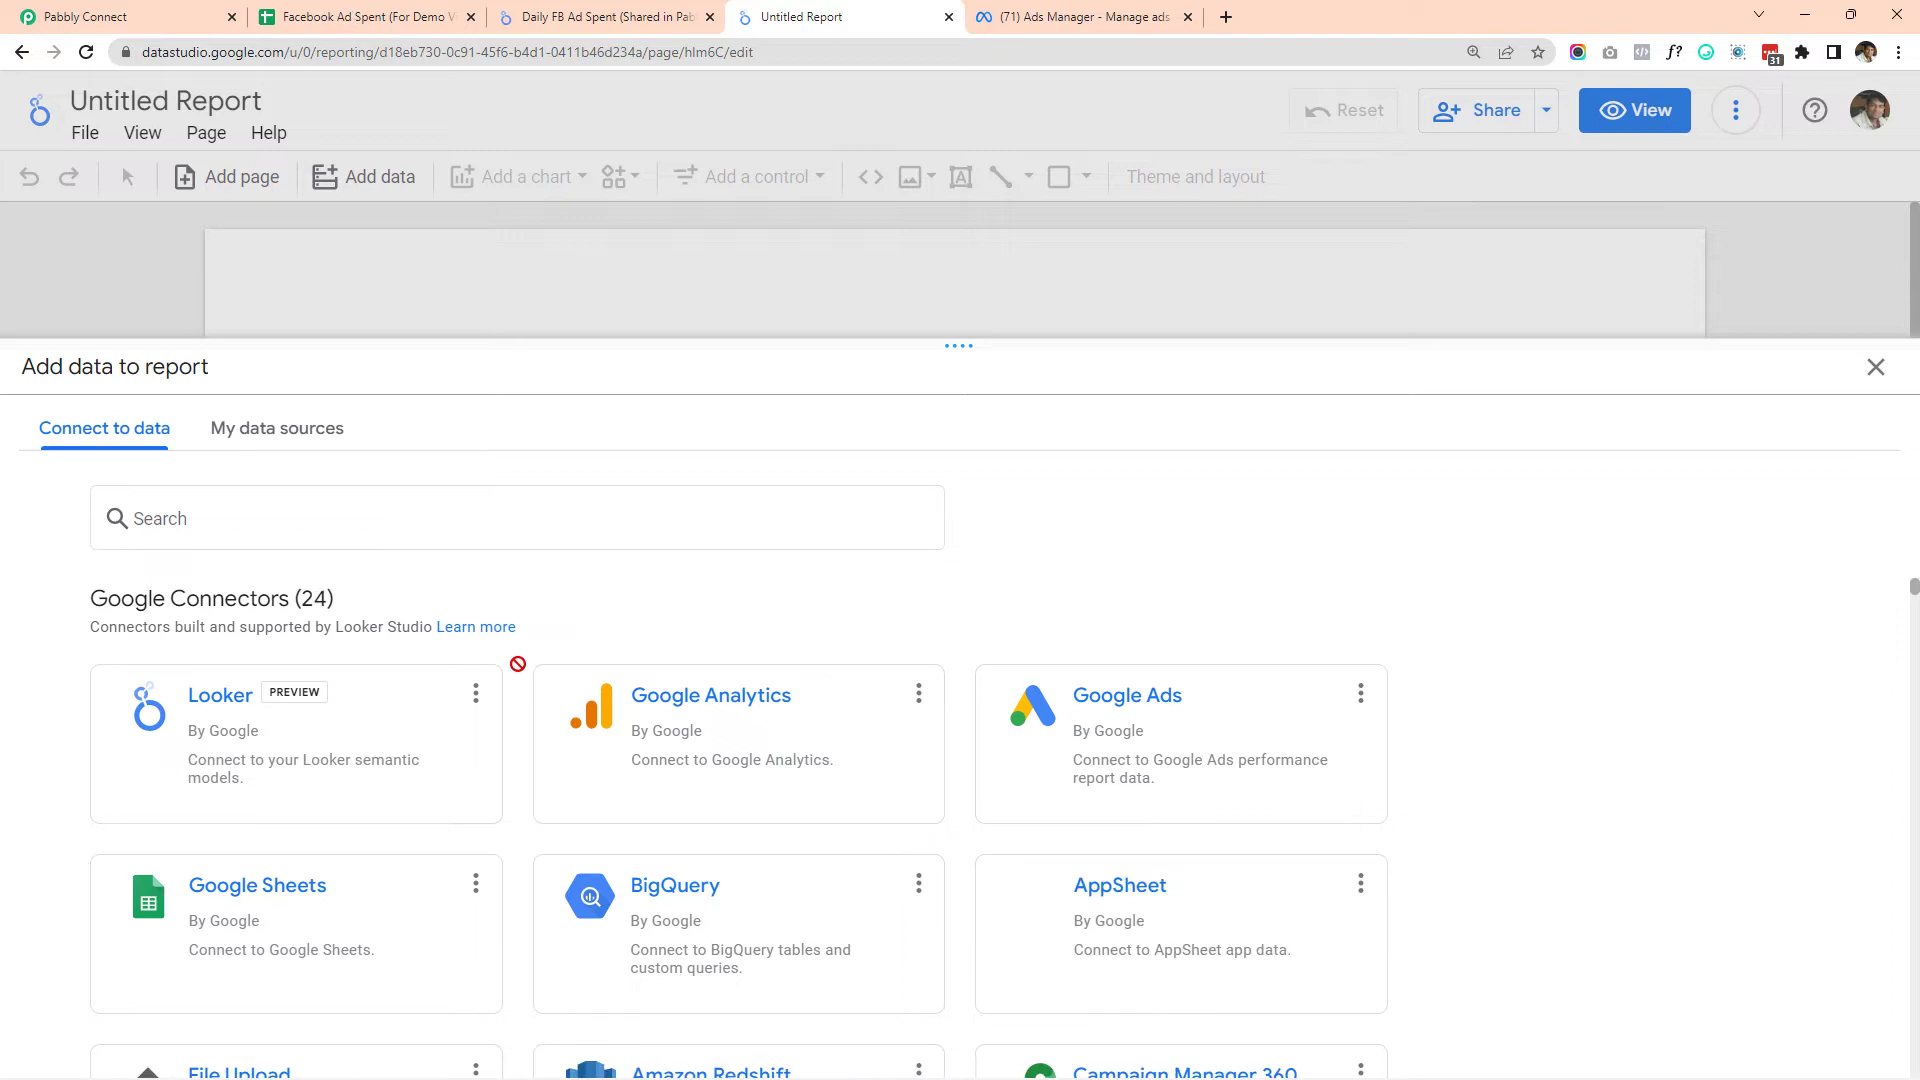 Pabbly Connect
Facebook Ad Spent (For Demo Vi
Daily FB Ad Spent (Shared in Pab
Untitled Report
(71) Ads Manager - Manage ads
datastudio.google.com/u/0/reporting/d18eb730-0c91-45f6-b4d1-0411b46d234a/page/hlm6C/edit
f?
31
Untitled Report
File View Page Help
Reset
Share
View
Add page
Add data
Add a chart
Add a control
Theme and layout
Add data to report
Connect to data
My data sources
Search
Google Connectors (24)
Connectors built and supported by Looker Studio Learn more
Looker PREVIEW
By Google
Connect to your Looker semantic
models.
Google Analytics
By Google
Connect to Google Analytics.
Google Ads
By Google
Connect to Google Ads performance
report data.
Google Sheets
By Google
Connect to Google Sheets.
BigQuery
By Google
Connect to BigQuery tables and
custom queries.
AppSheet
By Google
Connect to AppSheet app data.
File Upload
Amazon Redshift
Campaign Manager 360